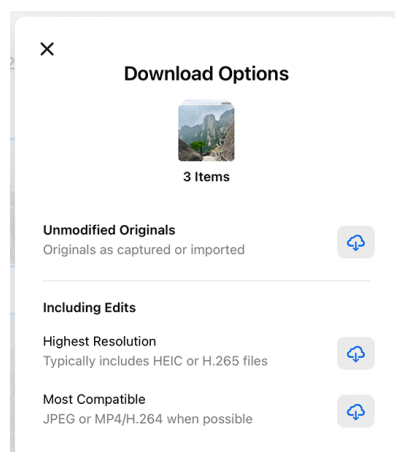 Download Options
3 Items
Unmodified Originals
Originals as captured or imported
Including Edits
Highest Resolution
Typically includes HEIC or H.265 files
Most Compatible
JPEG or MP4/H.264 when possible